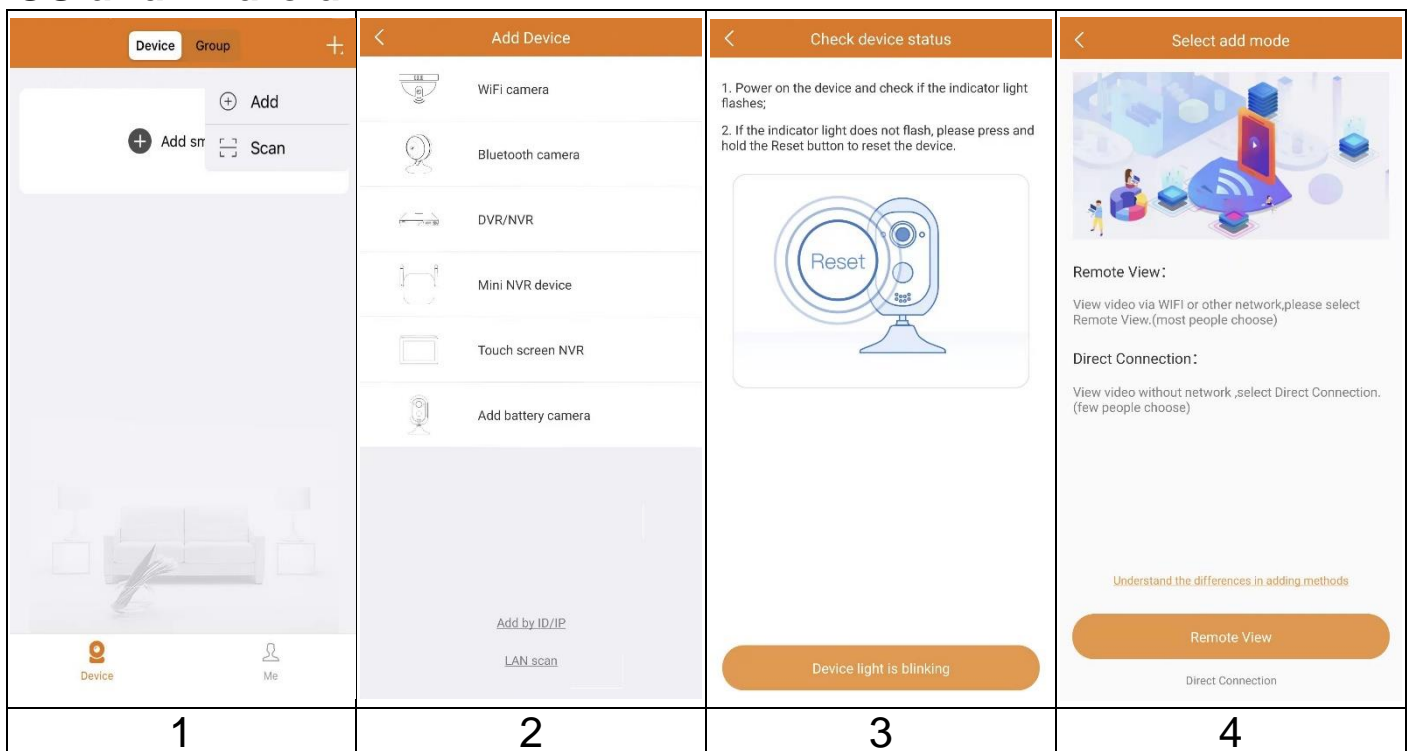 Device Group
Add
Add sm
Scan
Device
Me
1
Add Device
WiFi camera
Bluetooth camera
DVR/NVR
Mini NVR device
Touch screen NVR
Add battery camera
Add by ID/IP
LAN scan
2
Check device status
1. Power on the device and check if the indicator light
flashes;
2. If the indicator light does not flash, please press and
hold the Reset button to reset the device.
Reset
Device light is blinking
3
Select add mode
Remote View:
View video via WIFI or other network,please select
Remote View.(most people choose)
Direct Connection:
View video without network ,select Direct Connection.
(few people choose)
Understand the differences in adding methods
Remote View
Direct Connection
4